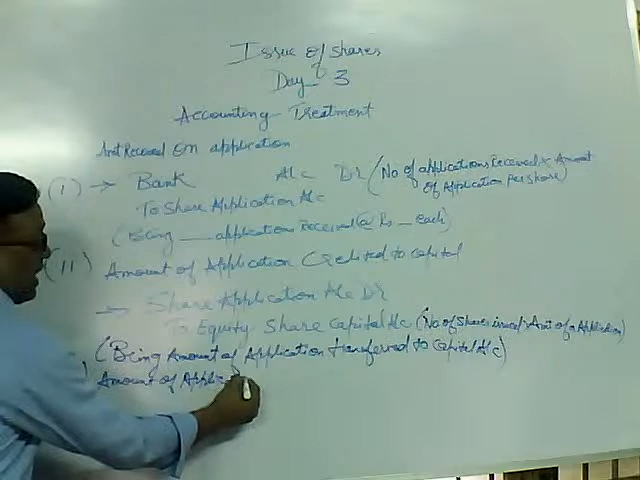 Issue of shares
Day 3
Accounting Treatment
Amt Received on application
(I) → Bank A/c Dr (No of applications Received x Amount
of Application per share)
To Share Application A/c
(Being __ applications Received @ Rs _ each)
(II) Amount of Application Credited to capital
→ Share Application A/c Dr
To Equity Share Capital A/c (No of shares issued x Amt of Application)
(Being Amount of Application transferred to Capital A/c)
) Amount of Applic